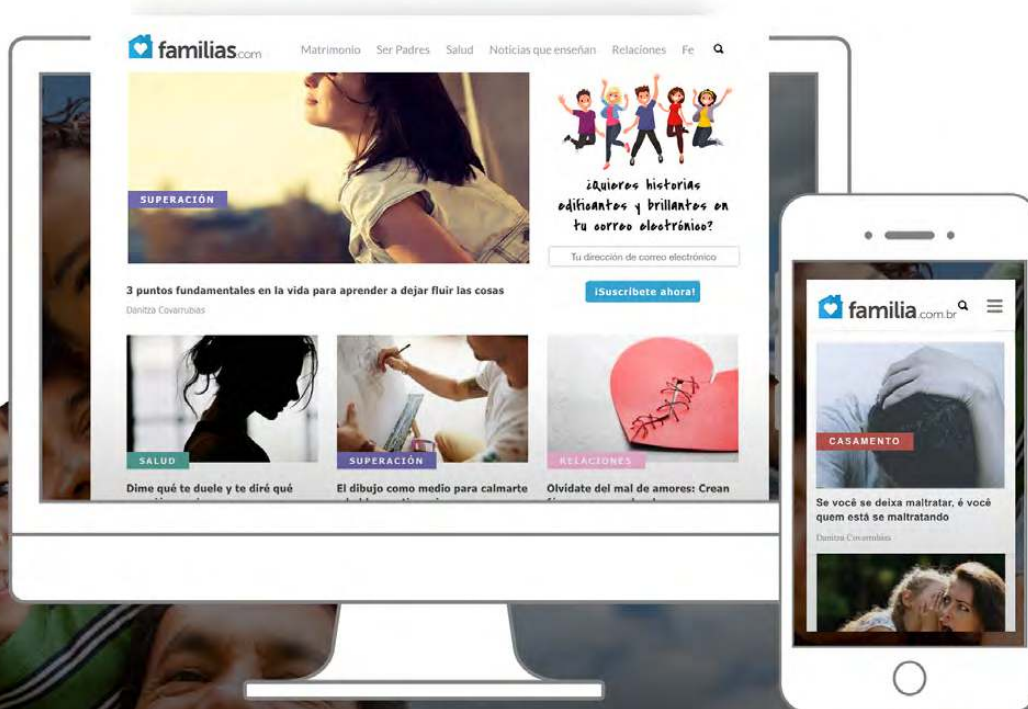 familias.com
Matrimonio Ser Padres Salud Noticias que enseñan Relaciones Fe
SUPERACIÓN
3 puntos fundamentales en la vida para aprender a dejar fluir las cosas
Danitza Covarrubias
¿Quieres historias
edificantes y brillantes en
tu correo electrónico?
Tu dirección de correo electrónico
¡Suscríbete ahora!
SALUD
Dime qué te duele y te diré qué
SUPERACIÓN
El dibujo como medio para calmarte
RELACIONES
Olvídate del mal de amores: Crean
familia.com.br
CASAMENTO
Se você se deixa maltratar, é você
quem está se maltratando
Danitza Covarrubias